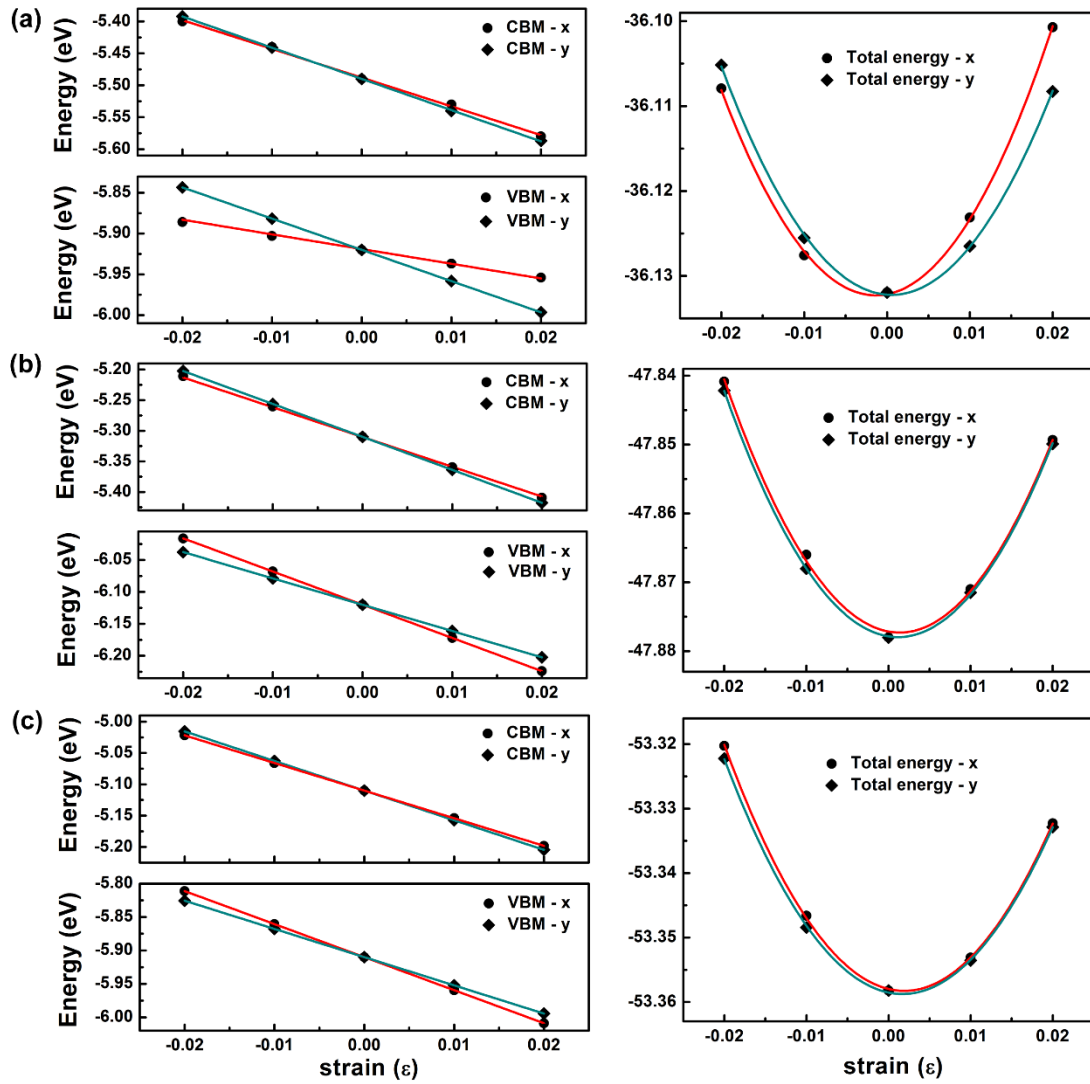 (a)
Energy (eV)
-5.40
-5.45
-5.50
-5.55
-5.60
CBM - x
CBM - y
Energy (eV)
-5.85
-5.90
-5.95
-6.00
VBM - x
VBM - y
-0.02 -0.01 0.00 0.01 0.02
-36.10
-36.11
-36.12
-36.13
Total energy - x
Total energy - y
-0.02 -0.01 0.00 0.01 0.02
(b)
Energy (eV)
-5.20
-5.30
-5.35
-5.40
CBM - x
CBM - y
Energy (eV)
-6.05
-6.10
-6.15
-6.20
VBM - x
VBM - y
-0.02 -0.01 0.00 0.01 0.02
-47.84
-47.85
-47.86
-47.87
-47.88
Total energy - x
Total energy - y
-0.02 -0.01 0.00 0.01 0.02
(c)
Energy (eV)
-5.00
-5.05
-5.10
-5.15
-5.20
CBM - x
CBM - y
Energy (eV)
-5.80
-5.85
-5.90
-5.95
-6.00
VBM - x
VBM - y
-0.02 -0.01 0.00 0.01 0.02
strain (ε)
-53.32
-53.33
-53.34
-53.35
-53.36
Total energy - x
Total energy - y
-0.02 -0.01 0.00 0.01 0.02
strain (ε)